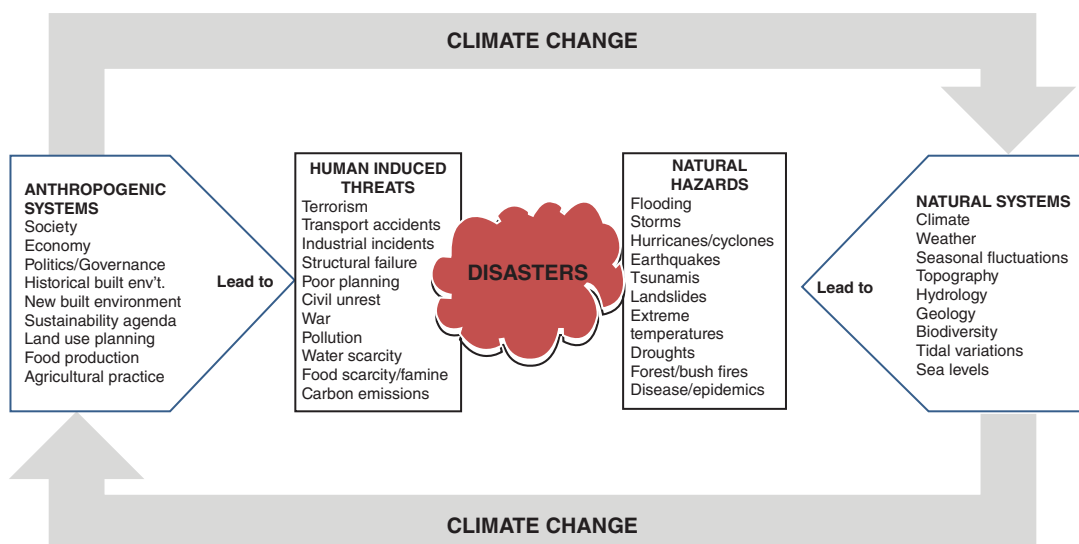 CLIMATE CHANGE
ANTHROPOGENIC
SYSTEMS
Society
Economy
Politics/Governance
Historical built env't.
New built environment
Sustainability agenda
Land use planning
Food production
Agricultural practice
Lead to
HUMAN INDUCED
THREATS
Terrorism
Transport accidents
Industrial incidents
Structural failure
Poor planning
Civil unrest
War
Pollution
Water scarcity
Food scarcity/famine
Carbon emissions
DISASTERS
NATURAL
HAZARDS
Flooding
Storms
Hurricanes/cyclones
Earthquakes
Tsunamis
Landslides
Extreme
temperatures
Droughts
Forest/bush fires
Disease/epidemics
Lead to
NATURAL SYSTEMS
Climate
Weather
Seasonal fluctuations
Topography
Hydrology
Geology
Biodiversity
Tidal variations
Sea levels
CLIMATE CHANGE